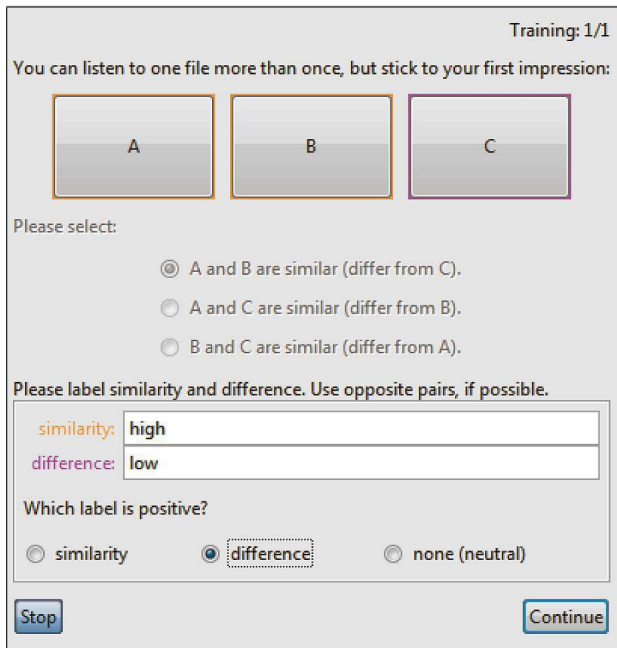 Training: 1/1
You can listen to one file more than once, but stick to your first impression:
A B C
Please select:
A and B are similar (differ from C).
A and C are similar (differ from B).
B and C are similar (differ from A).
Please label similarity and difference. Use opposite pairs, if possible.
similarity: high
difference: low
Which label is positive?
similarity difference none (neutral)
Stop Continue